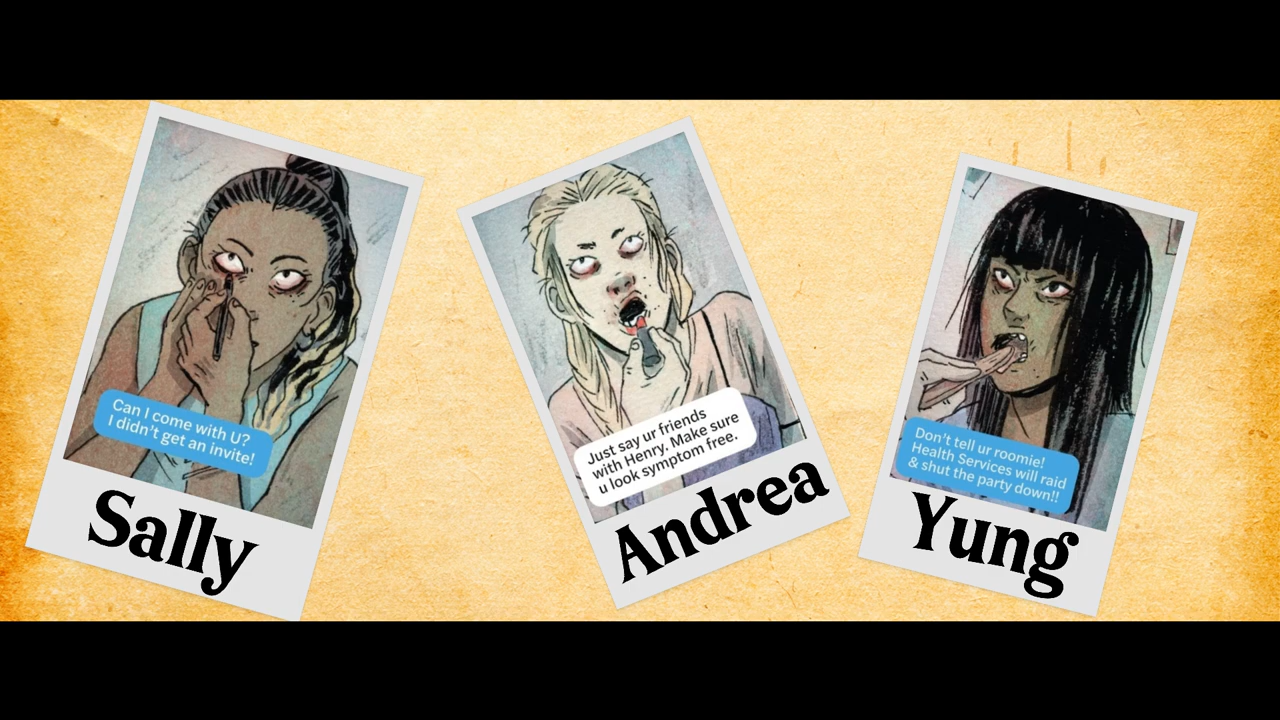 Can I come with U?
I didn't get an invite!
Sally
Just say ur friends
with Henry. Make sure
u look symptom free.
Andrea
Don't tell ur roomie!
Health Services will raid
& shut the party down!!
Yung